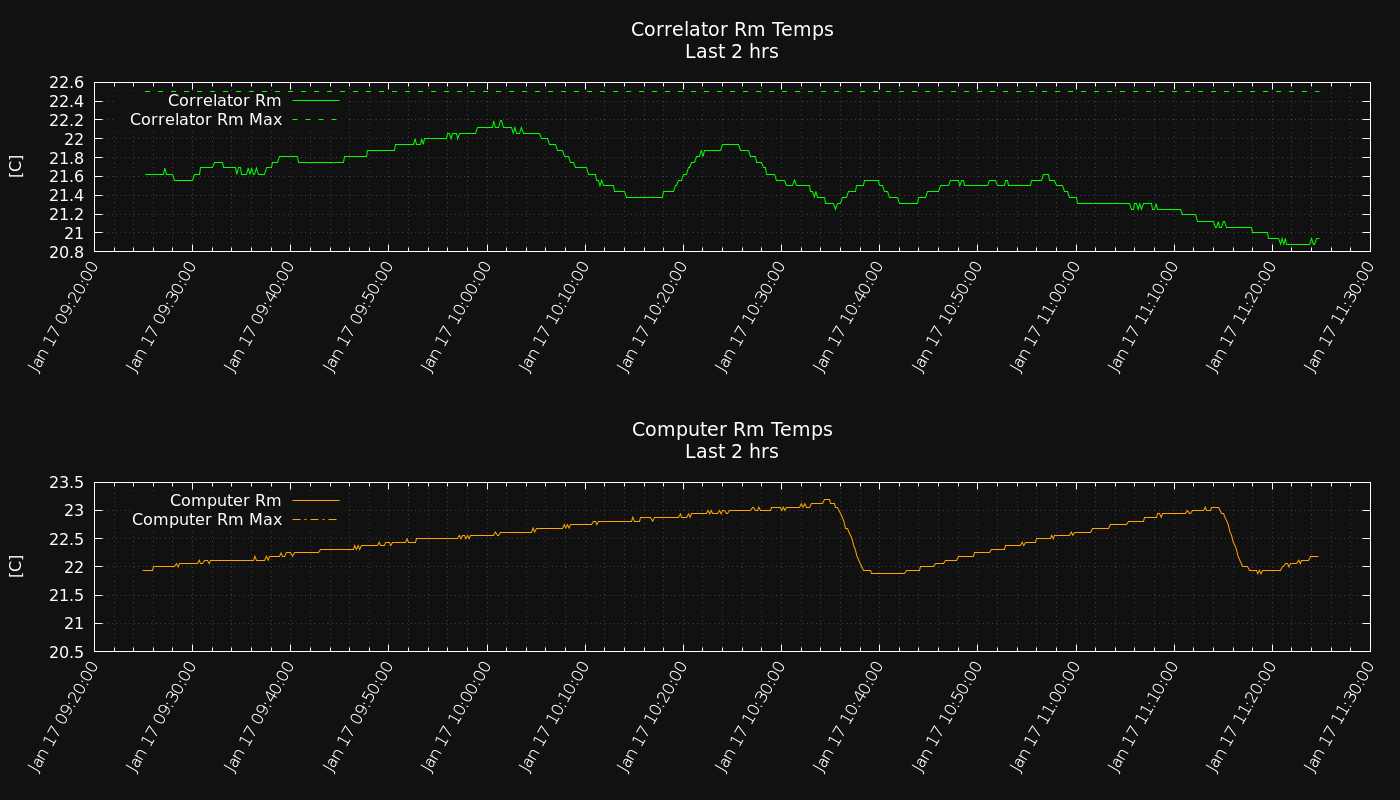 Correlator Rm Temps
Last 2 hrs
[C]
22.6
22.4
22.2
22
21.8
21.6
21.4
21.2
21
20.8
Correlator Rm
Correlator Rm Max
Jan 17 09:20:00
Jan 17 09:30:00
Jan 17 09:40:00
Jan 17 09:50:00
Jan 17 10:00:00
Jan 17 10:10:00
Jan 17 10:20:00
Jan 17 10:30:00
Jan 17 10:40:00
Jan 17 10:50:00
Jan 17 11:00:00
Jan 17 11:10:00
Jan 17 11:20:00
Jan 17 11:30:00
Computer Rm Temps
Last 2 hrs
[C]
23.5
23
22.5
22
21.5
21
20.5
Computer Rm
Computer Rm Max
Jan 17 09:20:00
Jan 17 09:30:00
Jan 17 09:40:00
Jan 17 09:50:00
Jan 17 10:00:00
Jan 17 10:10:00
Jan 17 10:20:00
Jan 17 10:30:00
Jan 17 10:40:00
Jan 17 10:50:00
Jan 17 11:00:00
Jan 17 11:10:00
Jan 17 11:20:00
Jan 17 11:30:00